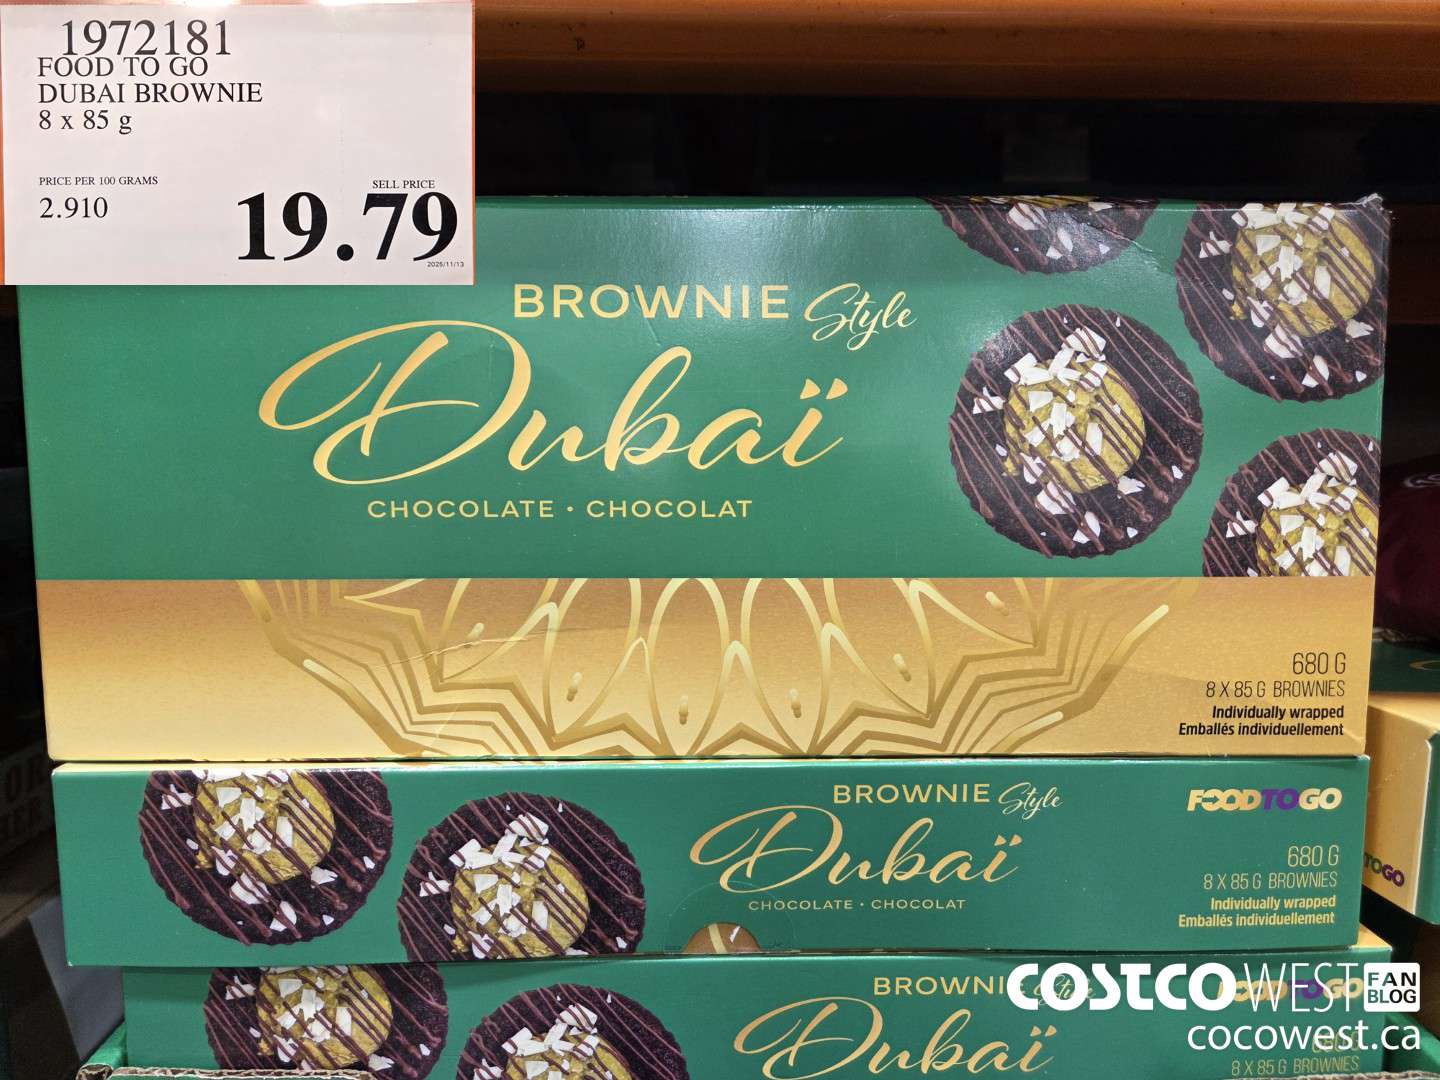 1972181
FOOD TO GO
DUBAI BROWNIE
8 x 85 g
PRICE PER 100 GRAMS
2.910
SELL PRICE
19.79
2025/11/13
BROWNIE Style
Dubaï
CHOCOLATE • CHOCOLAT
680 G
8 X 85 G BROWNIES
Individually wrapped
Emballés individuellement
BROWNIE Style
Dubaï
CHOCOLATE • CHOCOLAT
FOODTOGO
680 G
8 X 85 G BROWNIES
Individually wrapped
Emballés individuellement
TOGO
BROWNIE Style
Dubaï
8 X 85 G BROWNIES
COSTCO WEST FAN BLOG
cocowest.ca